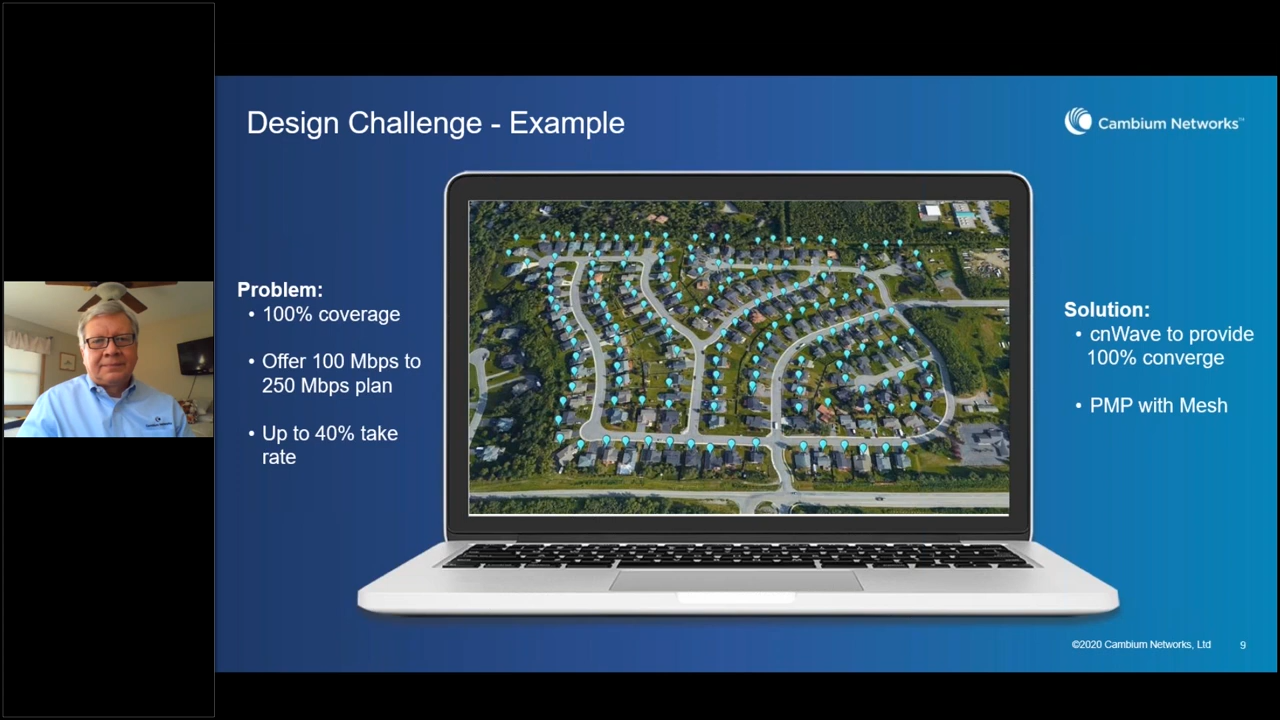 Design Challenge - Example
Cambium Networks™
Problem:
• 100% coverage
• Offer 100 Mbps to
250 Mbps plan
• Up to 40% take
rate
Solution:
• cnWave to provide
100% converge
• PMP with Mesh
©2020 Cambium Networks, Ltd
9